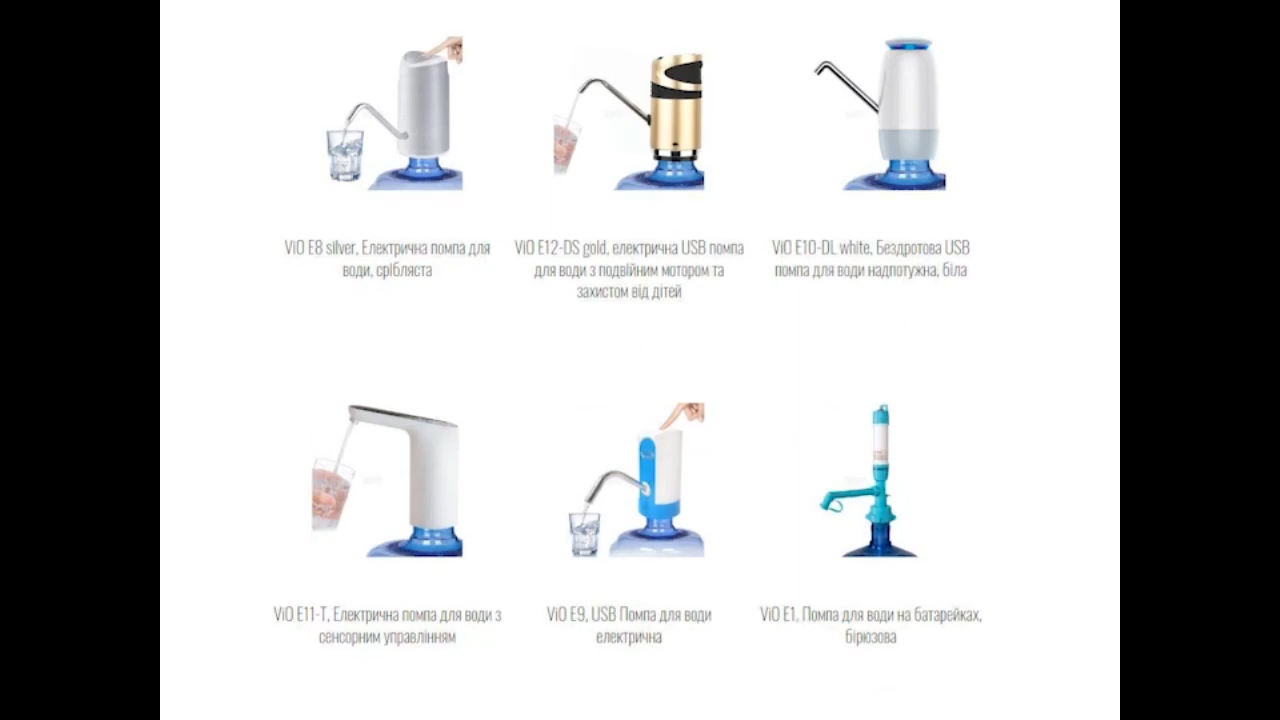 ViO E8 silver, Електрична помпа для
води, срібляста
ViO E12-DS gold, електрична USB помпа
для води з подвійним мотором та
захистом від дітей
ViO E10-DL white, Бездротова USB
помпа для води надпотужна, біла
ViO E11-T, Електрична помпа для води з
сенсорним управлінням
ViO E9, USB Помпа для води
електрична
ViO E1, Помпа для води на батарейках,
бірюзова